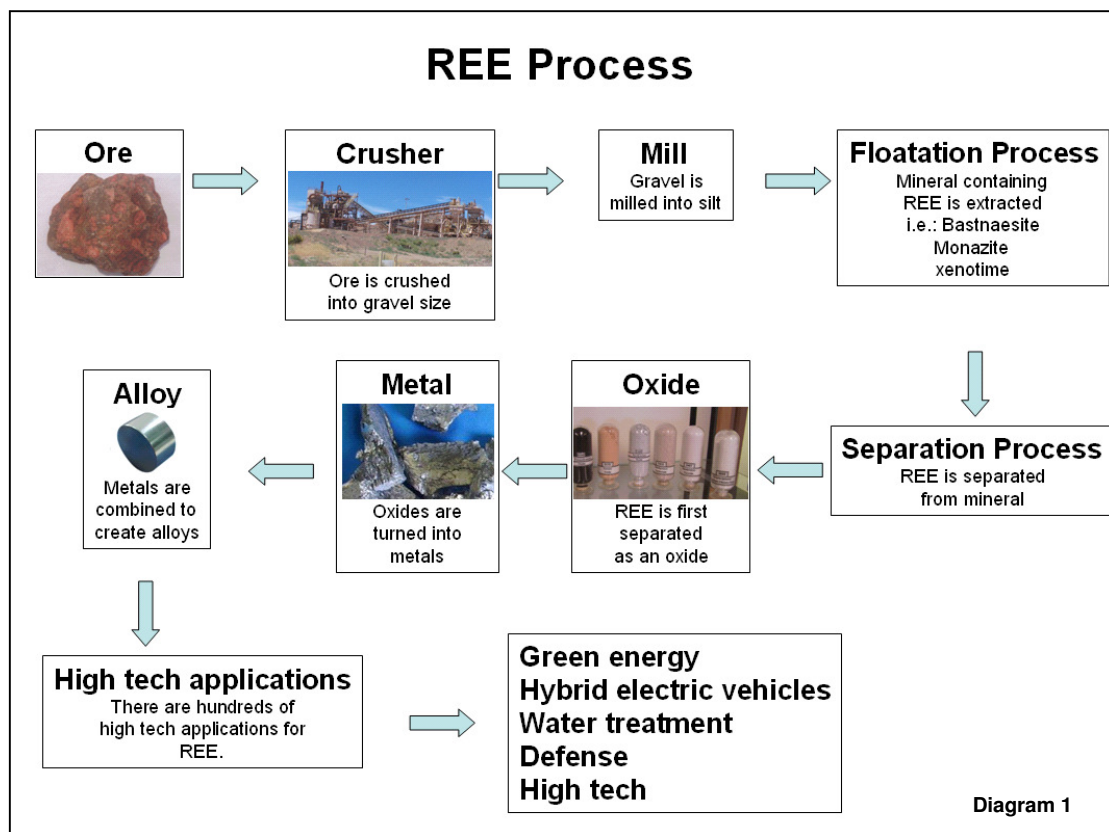 REE Process
Ore
Crusher
Ore is crushed
into gravel size
Mill
Gravel is
milled into silt
Floatation Process
Mineral containing
REE is extracted
i.e.: Bastnaesite
Monazite
xenotime
Separation Process
REE is separated
from mineral
Oxide
REE is first
separated
as an oxide
Metal
Oxides are
turned into
metals
Alloy
Metals are
combined to
create alloys
High tech applications
There are hundreds of
high tech applications for
REE.
Green energy
Hybrid electric vehicles
Water treatment
Defense
High tech
Diagram 1